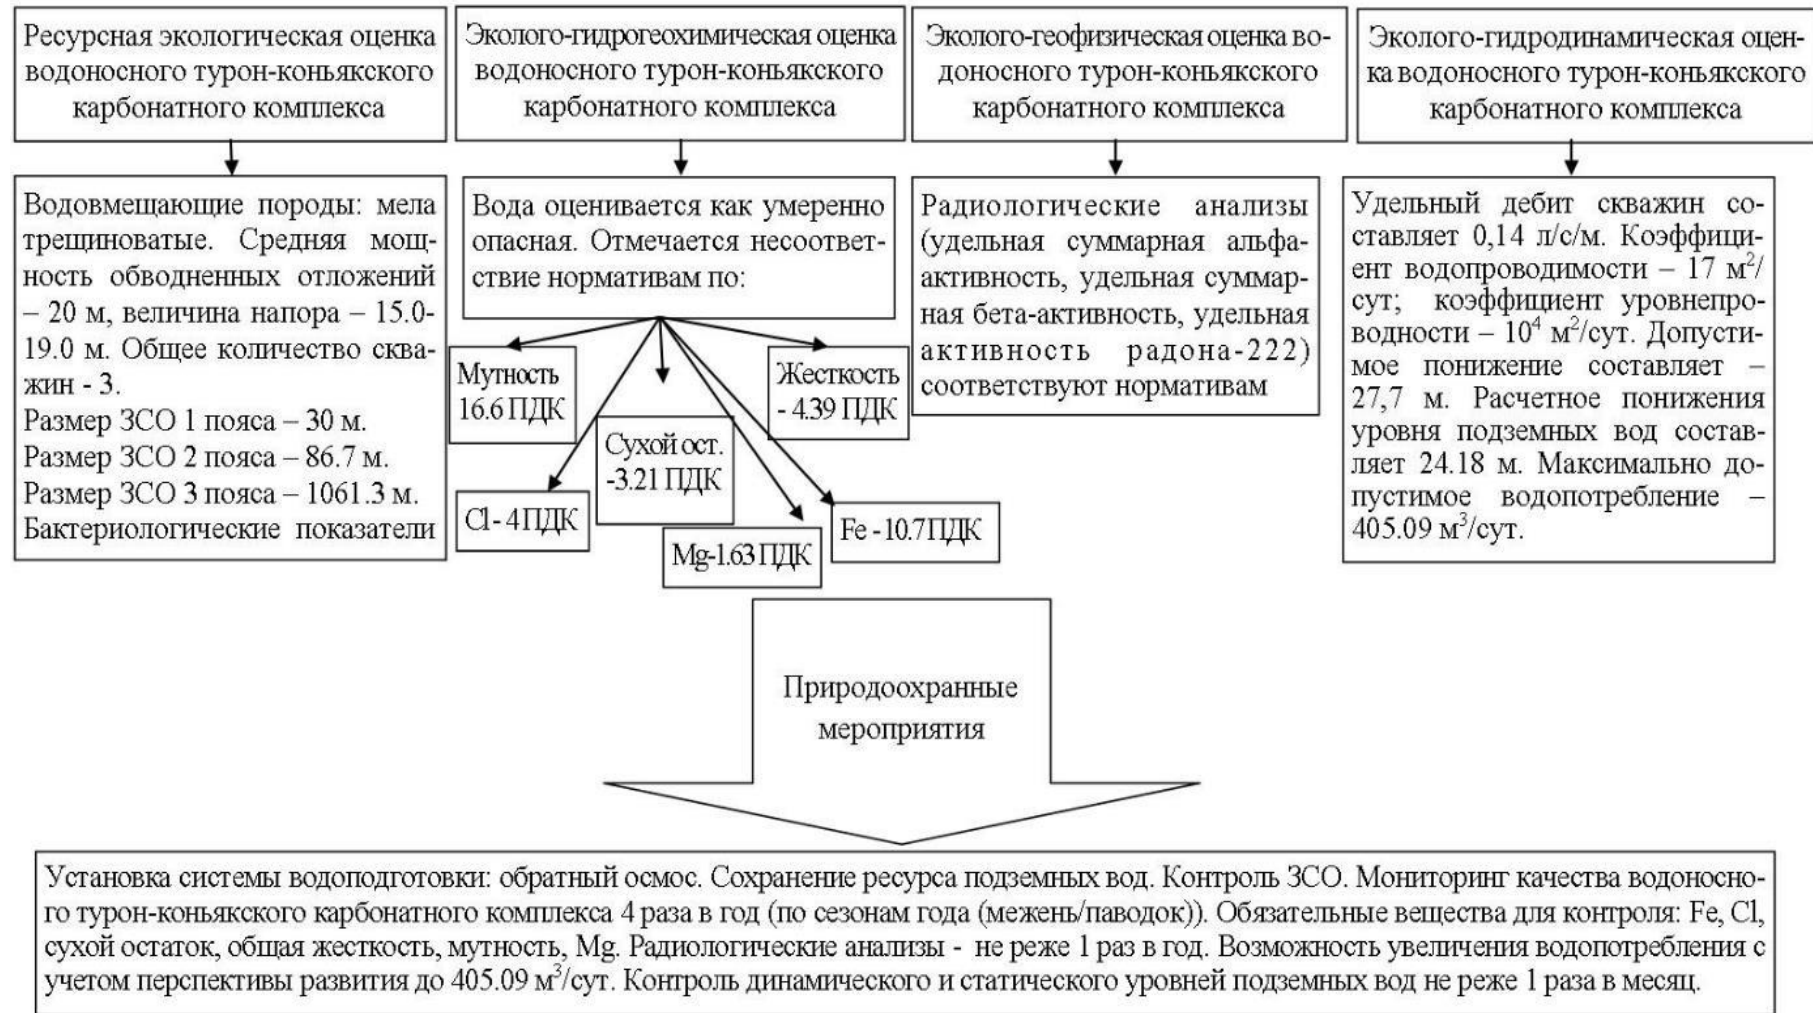 Ресурсная экологическая оценка
водоносного турон-коньякского
карбонатного комплекса
Эколого-гидрогеохимическая оценка
водоносного турон-коньякского
карбонатного комплекса
Эколого-геофизическая оценка во-
доносного турон-коньякского
карбонатного комплекса
Эколого-гидродинамическая оцен-
ка водоносного турон-коньякского
карбонатного комплекса
Водовмещающие породы: мела
трещиноватые. Средняя мощ-
ность обводненных отложений
– 20 м, величина напора – 15.0-
19.0 м. Общее количество сква-
жин - 3.
Размер ЗСО 1 пояса – 30 м.
Размер ЗСО 2 пояса – 86.7 м.
Размер ЗСО 3 пояса – 1061.3 м.
Бактериологические показатели
Вода оценивается как умеренно
опасная. Отмечается несоответ-
ствие нормативам по:
Мутность
16.6 ПДК
Жесткость
- 4.39 ПДК
Сухой ост.
-3.21 ПДК
Cl- 4 ПДК
Mg-1.63 ПДК
Fe -10.7 ПДК
Радиологические анализы
(удельная суммарная альфа-
активность, удельная суммар-
ная бета-активность, удельная
активность радона-222)
соответствуют нормативам
Удельный дебит скважин со-
ставляет 0,14 л/с/м. Коэффици-
ент водопроводимости – 17 м²/
сут; коэффициент уровнепро-
водности – 10⁴ м²/сут. Допусти-
мое понижение составляет –
27,7 м. Расчетное понижения
уровня подземных вод состав-
ляет 24.18 м. Максимально до-
пустимое водопотребление –
405.09 м³/сут.
Природоохранные
мероприятия
Установка системы водоподготовки: обратный осмос. Сохранение ресурса подземных вод. Контроль ЗСО. Мониторинг качества водоносно-
го турон-коньякского карбонатного комплекса 4 раза в год (по сезонам года (межень/паводок)). Обязательные вещества для контроля: Fe, Cl,
сухой остаток, общая жесткость, мутность, Mg. Радиологические анализы - не реже 1 раз в год. Возможность увеличения водопотребления с
учетом перспективы развития до 405.09 м³/сут. Контроль динамического и статического уровней подземных вод не реже 1 раза в месяц.